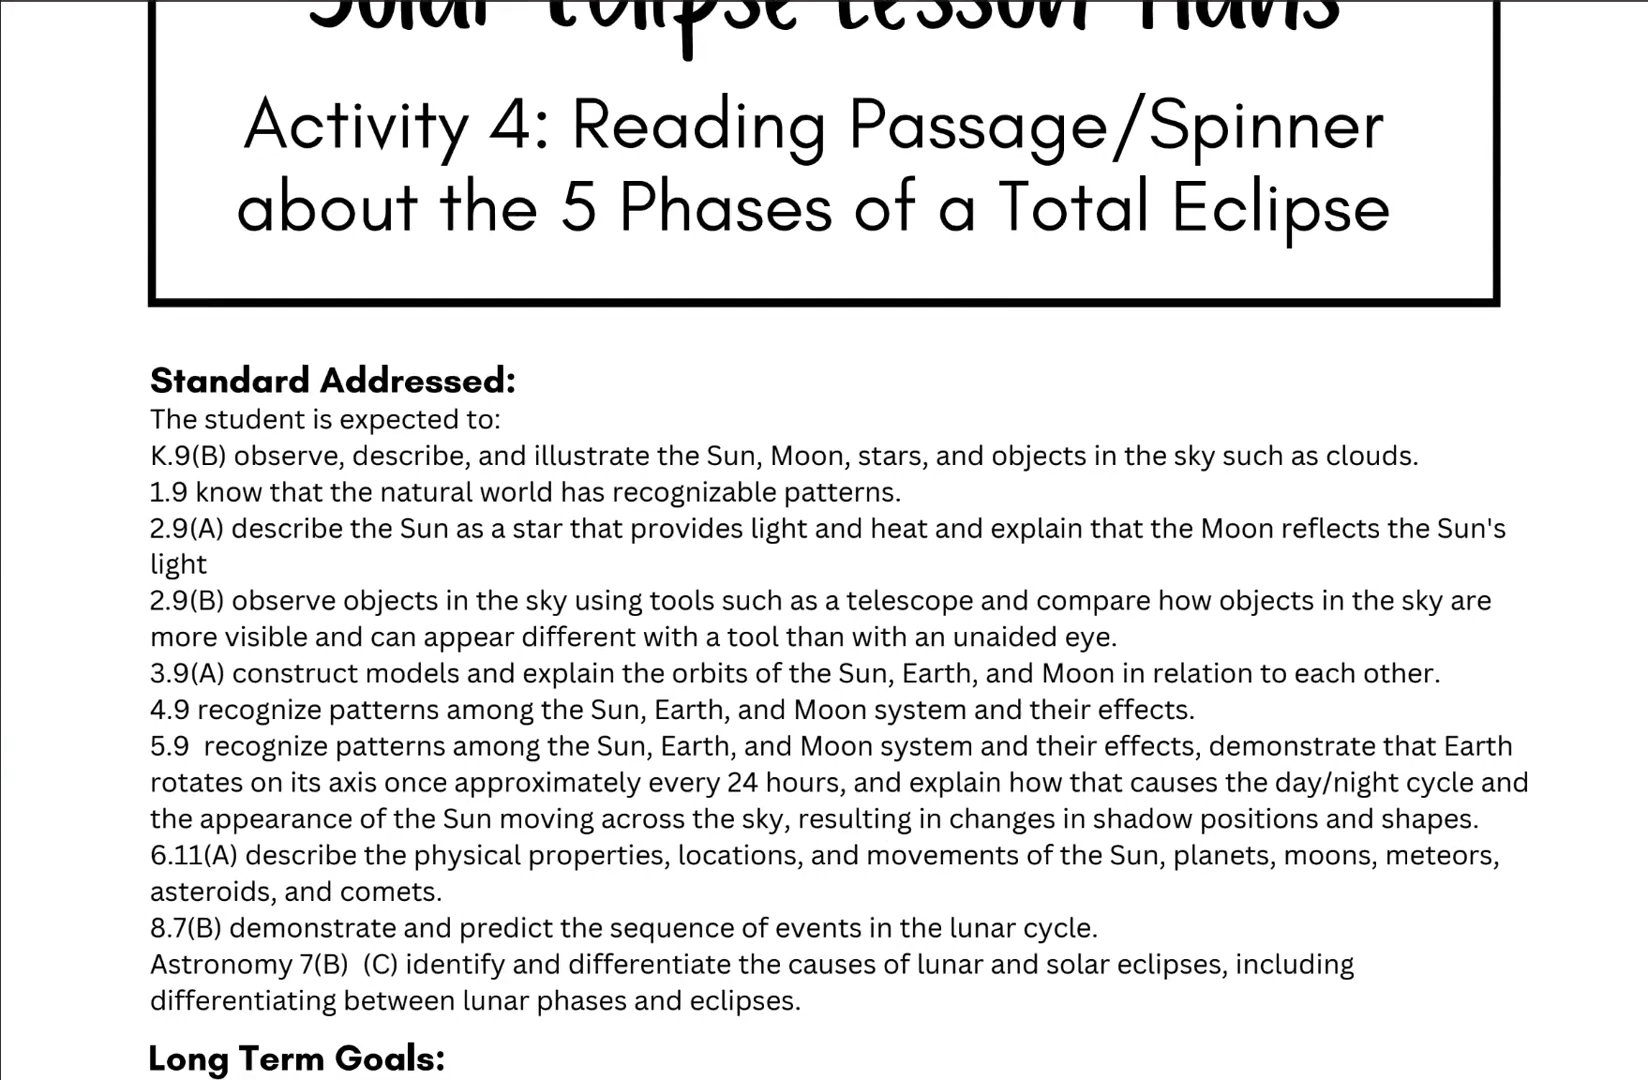 Solar Eclipse Lesson Plans
Activity 4: Reading Passage/Spinner
about the 5 Phases of a Total Eclipse
Standard Addressed:
The student is expected to:
K.9(B) observe, describe, and illustrate the Sun, Moon, stars, and objects in the sky such as clouds.
1.9 know that the natural world has recognizable patterns.
2.9(A) describe the Sun as a star that provides light and heat and explain that the Moon reflects the Sun's
light
2.9(B) observe objects in the sky using tools such as a telescope and compare how objects in the sky are
more visible and can appear different with a tool than with an unaided eye.
3.9(A) construct models and explain the orbits of the Sun, Earth, and Moon in relation to each other.
4.9 recognize patterns among the Sun, Earth, and Moon system and their effects.
5.9  recognize patterns among the Sun, Earth, and Moon system and their effects, demonstrate that Earth
rotates on its axis once approximately every 24 hours, and explain how that causes the day/night cycle and
the appearance of the Sun moving across the sky, resulting in changes in shadow positions and shapes.
6.11(A) describe the physical properties, locations, and movements of the Sun, planets, moons, meteors,
asteroids, and comets.
8.7(B) demonstrate and predict the sequence of events in the lunar cycle.
Astronomy 7(B)  (C) identify and differentiate the causes of lunar and solar eclipses, including
differentiating between lunar phases and eclipses.
Long Term Goals: